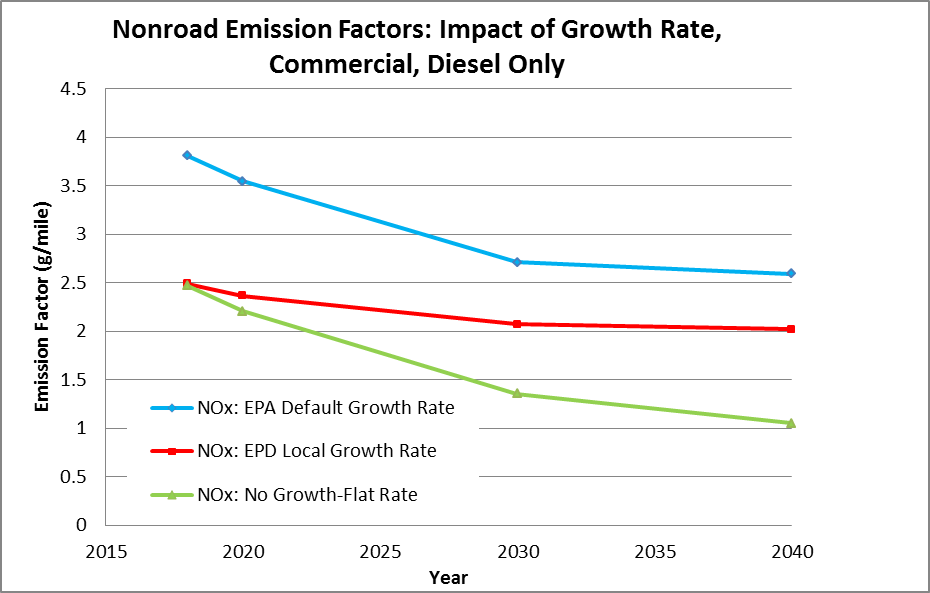 Nonroad Emission Factors: Impact of Growth Rate,
Commercial, Diesel Only
4.5
4
3.5
3
2.5
2
1.5
1
0.5
0
Emission Factor (g/mile)
NOx: EPA Default Growth Rate
NOx: EPD Local Growth Rate
NOx: No Growth-Flat Rate
2015 2020 2025 2030 2035 2040
Year